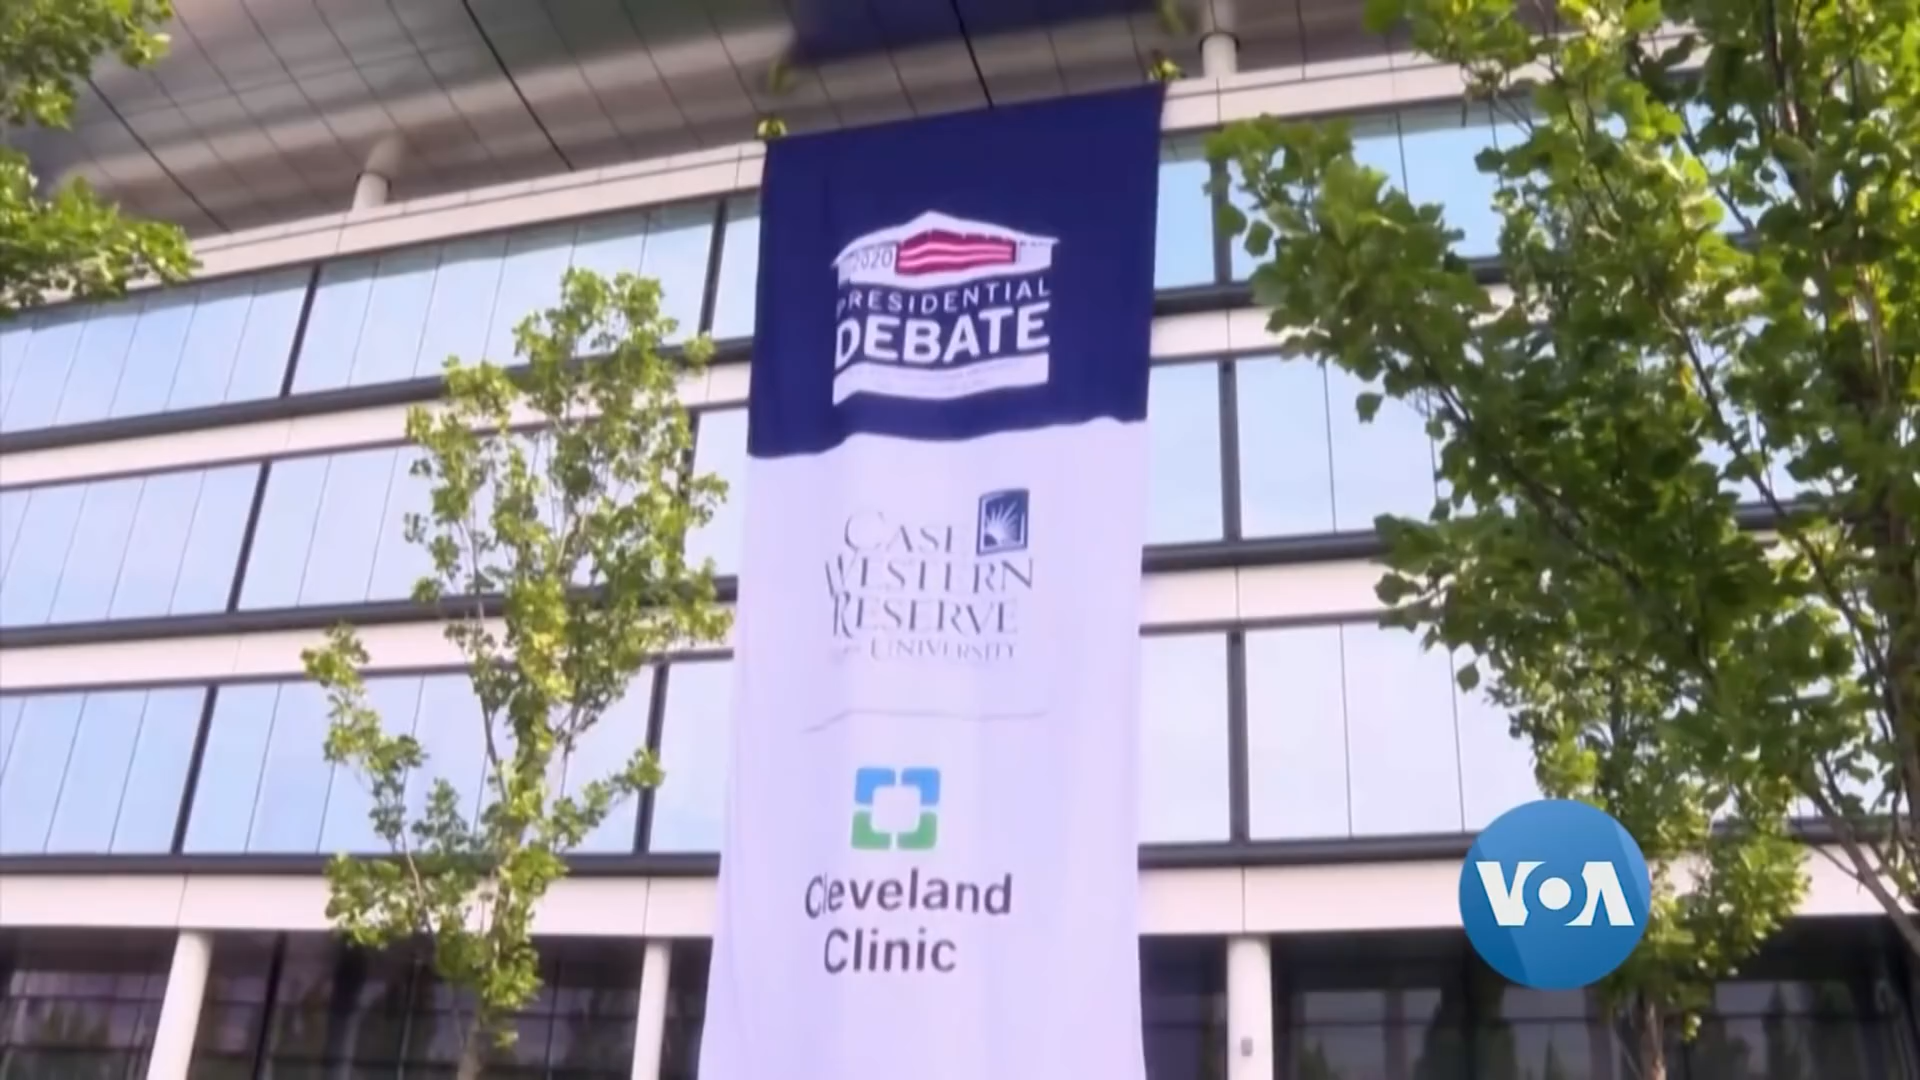 2020
PRESIDENTIAL
DEBATE
CASE
WESTERN
RESERVE
UNIVERSITY
Cleveland
Clinic
VOA